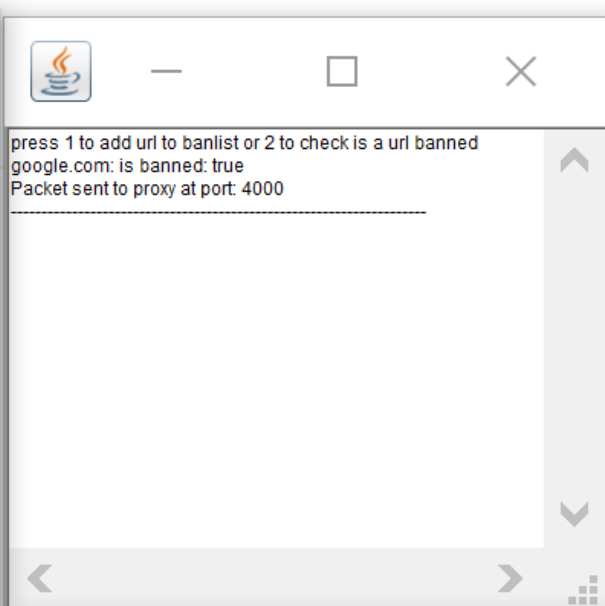 press 1 to add url to banlist or 2 to check is a url banned
google.com: is banned: true
Packet sent to proxy at port: 4000
---------------------------------------------------------------------